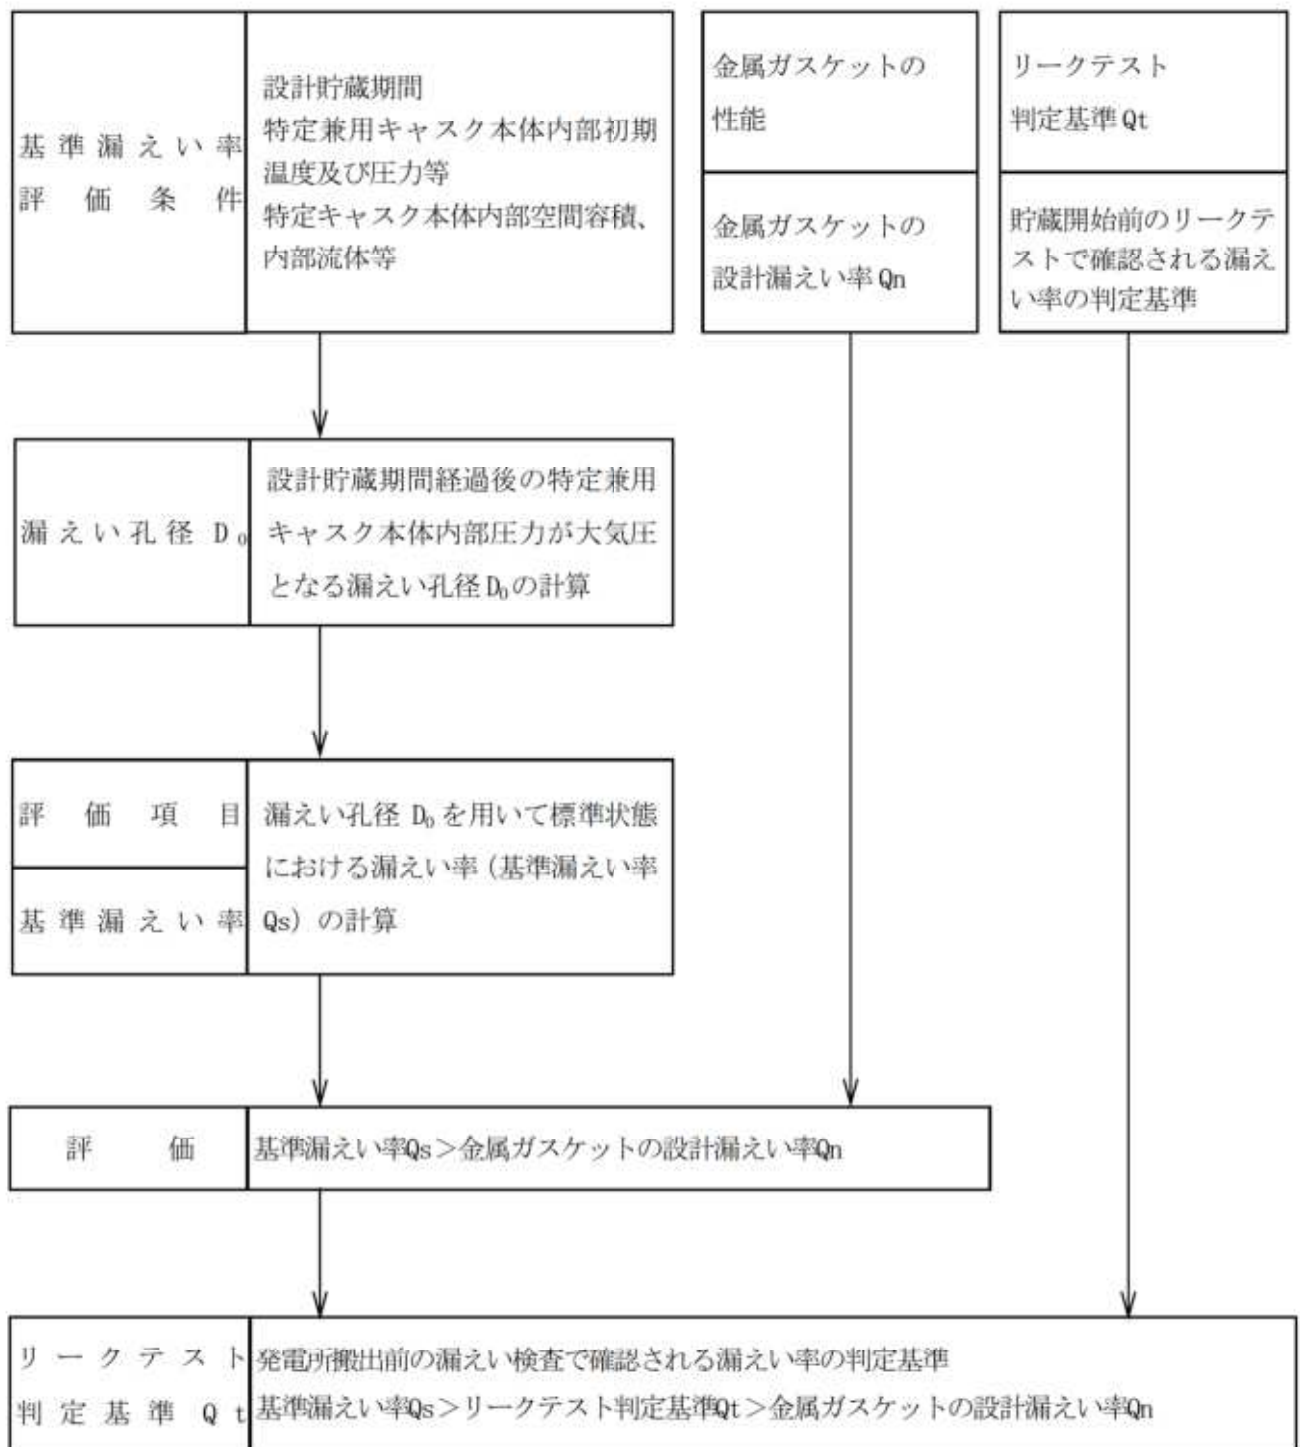 基準漏えい率
評価条件
設計貯蔵期間
特定兼用キャスク本体内部初期
温度及び圧力等
特定キャスク本体内部空間容積、
内部流体等
金属ガスケットの
性能
金属ガスケットの
設計漏えい率 Qn
リークテスト
判定基準 Qt
貯蔵開始前のリークテ
ストで確認される漏え
い率の判定基準
漏えい孔径 D₀
設計貯蔵期間経過後の特定兼用
キャスク本体内部圧力が大気圧
となる漏えい孔径 D₀の計算
評価項目
基準漏えい率
漏えい孔径 D₀を用いて標準状態
における漏えい率（基準漏えい率
Qs）の計算
評価
基準漏えい率Qs＞金属ガスケットの設計漏えい率Qn
リークテスト
判定基準 Qt
発電所搬出前の漏えい検査で確認される漏えい率の判定基準
基準漏えい率Qs＞リークテスト判定基準Qt＞金属ガスケットの設計漏えい率Qn